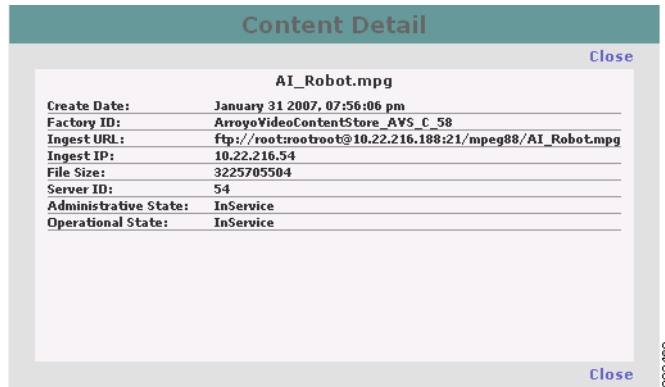 Content Detail
Close
AI_Robot.mpg
Create Date: January 31 2007, 07:56:06 pm
Factory ID: ArroyoVideoContentStore_AVS_C_58
Ingest URL: ftp://root:rootroot@10.22.216.188:21/mpeg88/AI_Robot.mpg
Ingest IP: 10.22.216.54
File Size: 3225705504
Server ID: 54
Administrative State: InService
Operational State: InService
Close